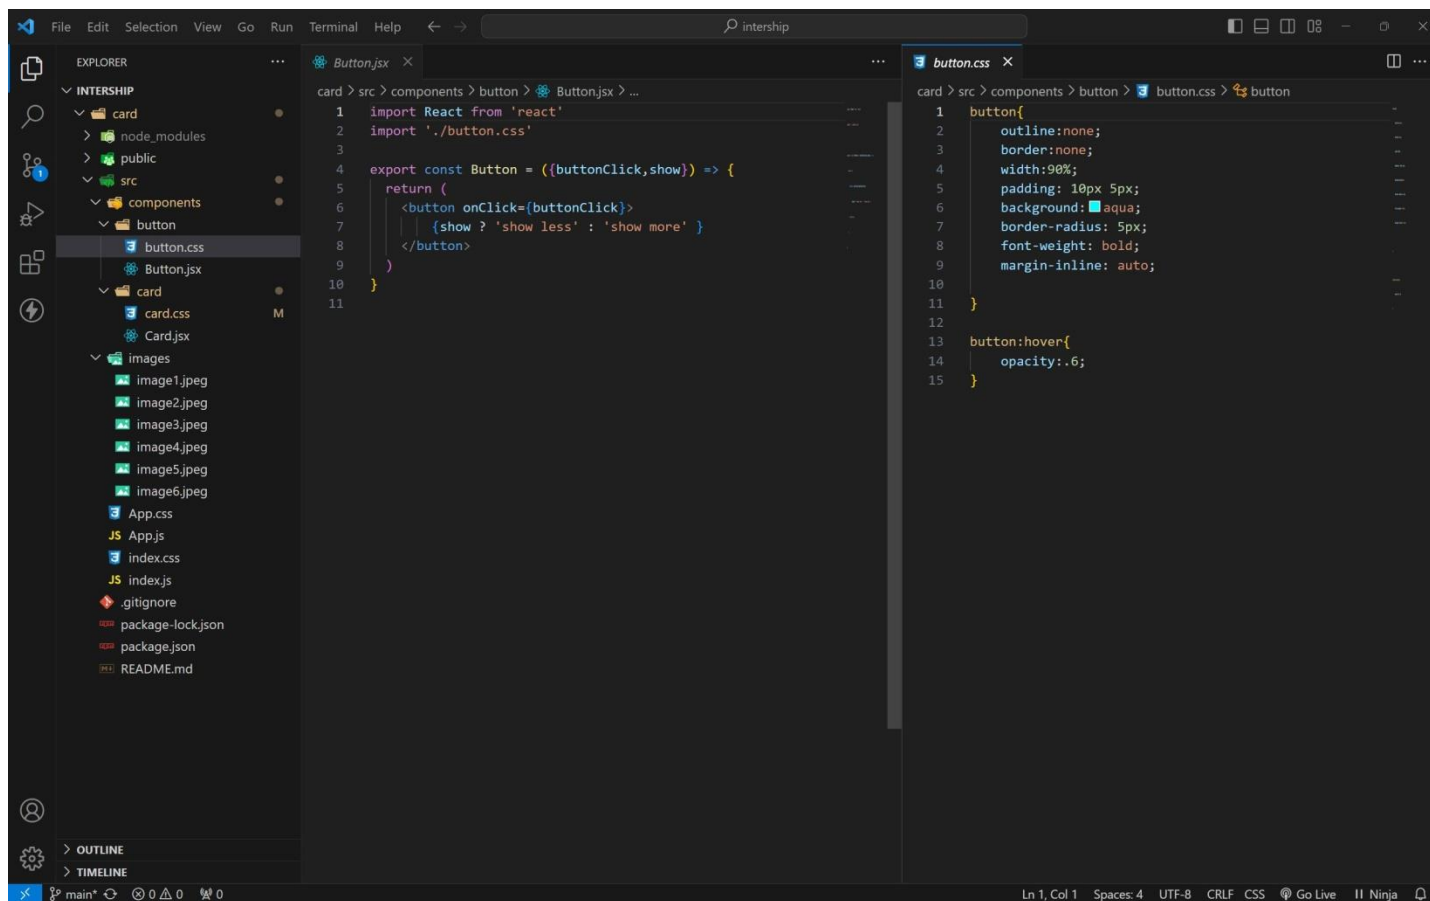 File Edit Selection View Go Run Terminal Help
intership
EXPLORER
INTERSHIP
card
node_modules
public
src
components
button
button.css
Button.jsx
card
card.css M
Card.jsx
images
image1.jpeg
image2.jpeg
image3.jpeg
image4.jpeg
image5.jpeg
image6.jpeg
App.css
JS App.js
index.css
JS index.js
.gitignore
package-lock.json
package.json
README.md
OUTLINE
TIMELINE
Button.jsx
card > src > components > button > Button.jsx > ...
1 import React from 'react'
2 import './button.css'
3
4 export const Button = ({buttonClick,show}) => {
5 return (
6 <button onClick={buttonClick}>
7 {show ? 'show less' : 'show more' }
8 </button>
9 )
10 }
11
button.css
card > src > components > button > button.css > button
1 button{
2 outline:none;
3 border:none;
4 width:90%;
5 padding: 10px 5px;
6 background: aqua;
7 border-radius: 5px;
8 font-weight: bold;
9 margin-inline: auto;
10
11 }
12
13 button:hover{
14 opacity:.6;
15 }
1
main* 0 0 0
Ln 1, Col 1 Spaces: 4 UTF-8 CRLF CSS Go Live Ninja